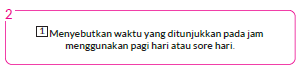 2
1 Menyebutkan waktu yang ditunjukkan pada jam
menggunakan pagi hari atau sore hari.